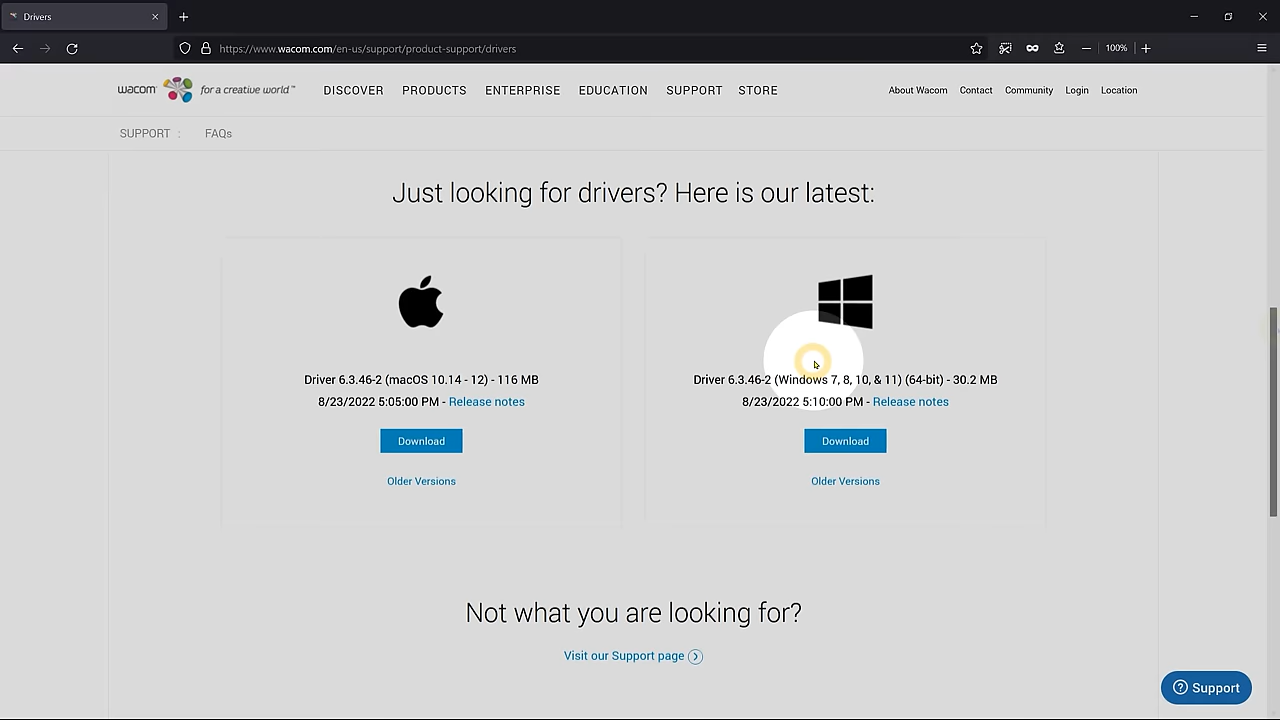 Drivers
https://www.wacom.com/en-us/support/product-support/drivers
100%
wacom for a creative world™
DISCOVER PRODUCTS ENTERPRISE EDUCATION SUPPORT STORE
About Wacom Contact Community Login Location
SUPPORT : FAQs
Just looking for drivers? Here is our latest:
Driver 6.3.46-2 (macOS 10.14 - 12) - 116 MB
8/23/2022 5:05:00 PM - Release notes
Download
Older Versions
Driver 6.3.46-2 (Windows 7, 8, 10, & 11) (64-bit) - 30.2 MB
8/23/2022 5:10:00 PM - Release notes
Download
Older Versions
Not what you are looking for?
Visit our Support page
Support